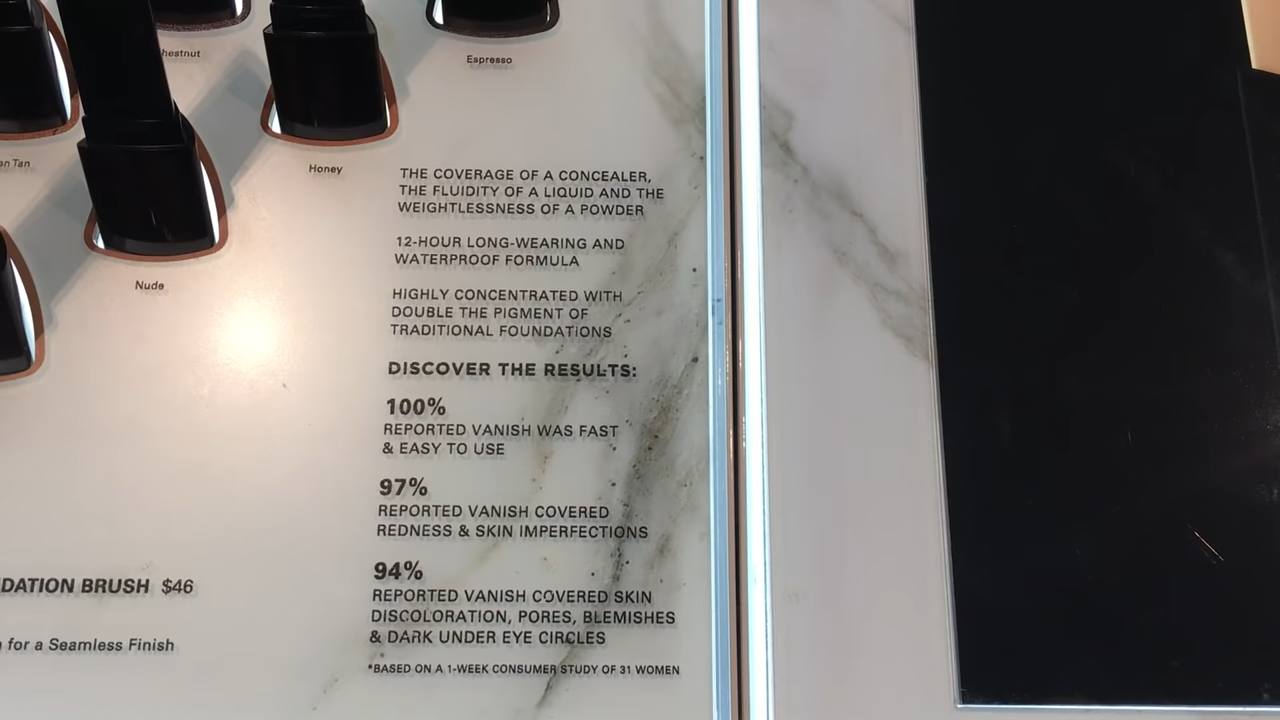 Espresso
Honey
Nude
THE COVERAGE OF A CONCEALER,
THE FLUIDITY OF A LIQUID AND THE
WEIGHTLESSNESS OF A POWDER
12-HOUR LONG-WEARING AND
WATERPROOF FORMULA
HIGHLY CONCENTRATED WITH
DOUBLE THE PIGMENT OF
TRADITIONAL FOUNDATIONS
DISCOVER THE RESULTS:
100%
REPORTED VANISH WAS FAST
& EASY TO USE
97%
REPORTED VANISH COVERED
REDNESS & SKIN IMPERFECTIONS
94%
REPORTED VANISH COVERED SKIN
DISCOLORATION, PORES, BLEMISHES
& DARK UNDER EYE CIRCLES
*BASED ON A 1-WEEK CONSUMER STUDY OF 31 WOMEN
BRUSH $46
for a Seamless Finish